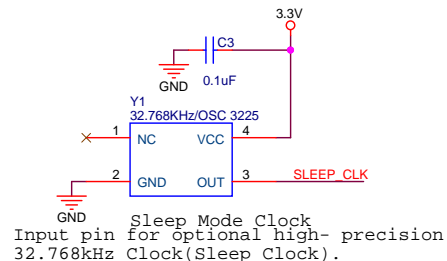 3.3V
C3
GND
0.1uF
Y1
32.768KHz/OSC 3225
1 NC VCC 4
2 GND OUT 3 SLEEP_CLK
GND
Sleep Mode Clock
Input pin for optional high- precision
32.768kHz Clock(Sleep Clock).